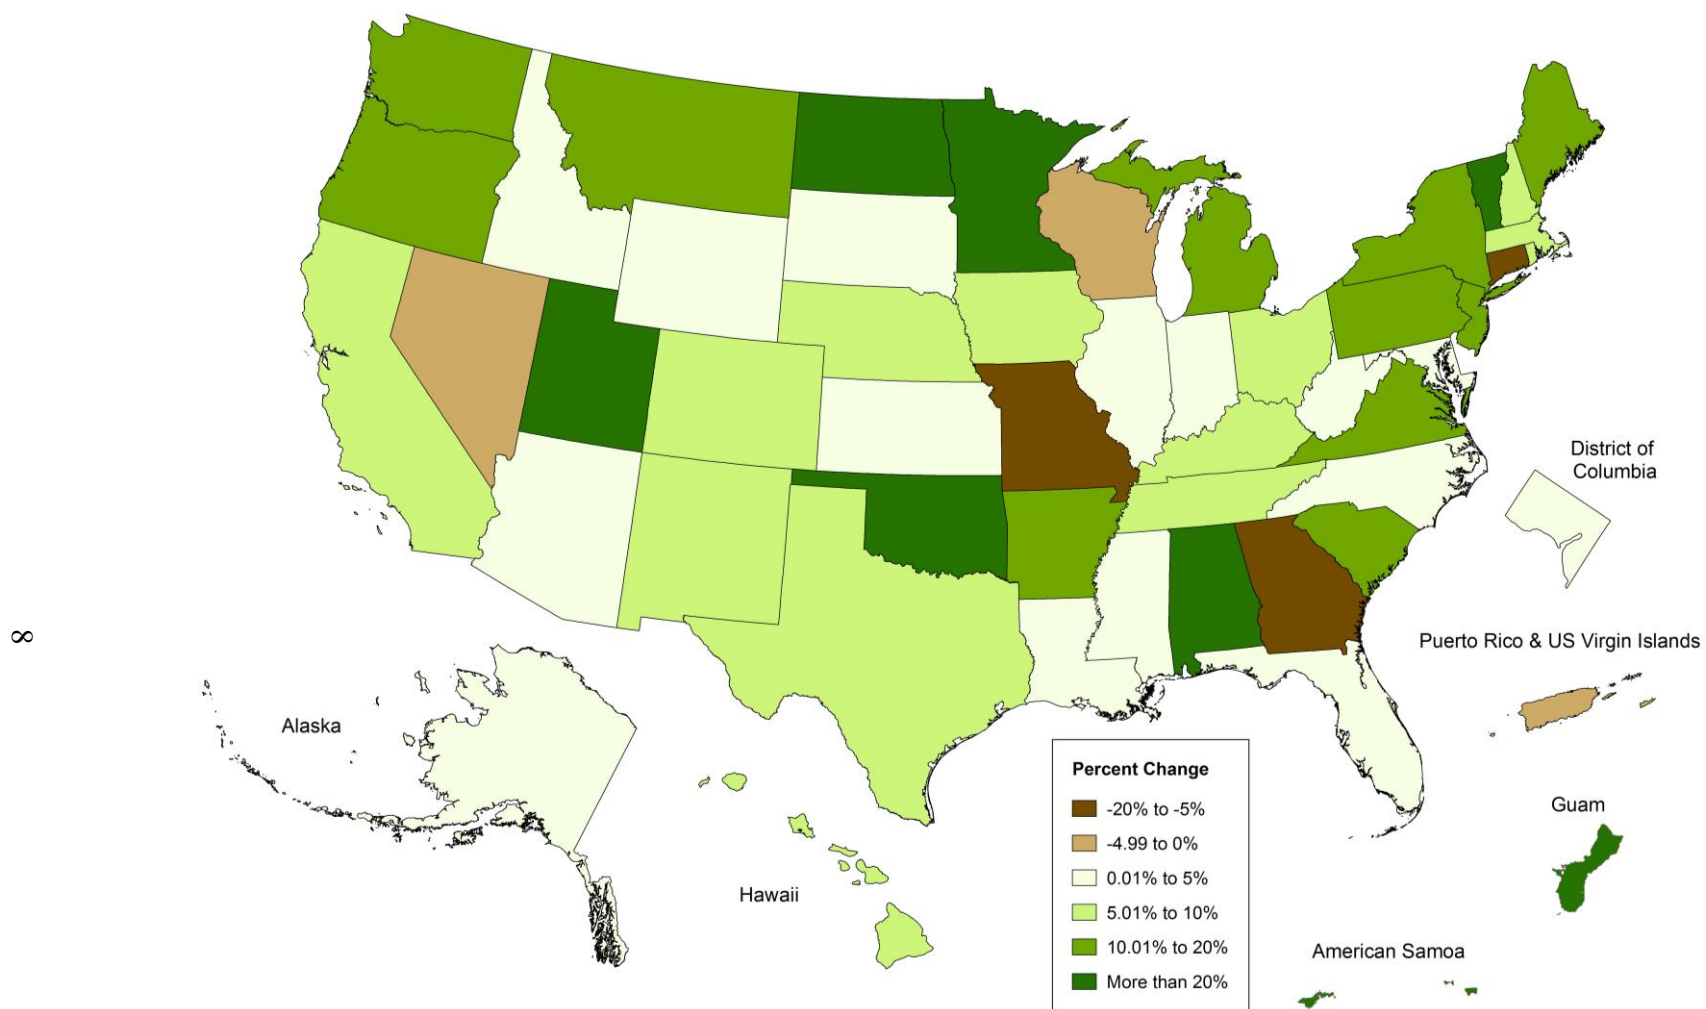 District of
Columbia
8
Puerto Rico & US Virgin Islands
Alaska
Percent Change
-20% to -5%
-4.99 to 0%
0.01% to 5%
5.01% to 10%
10.01% to 20%
More than 20%
Guam
Hawaii
American Samoa